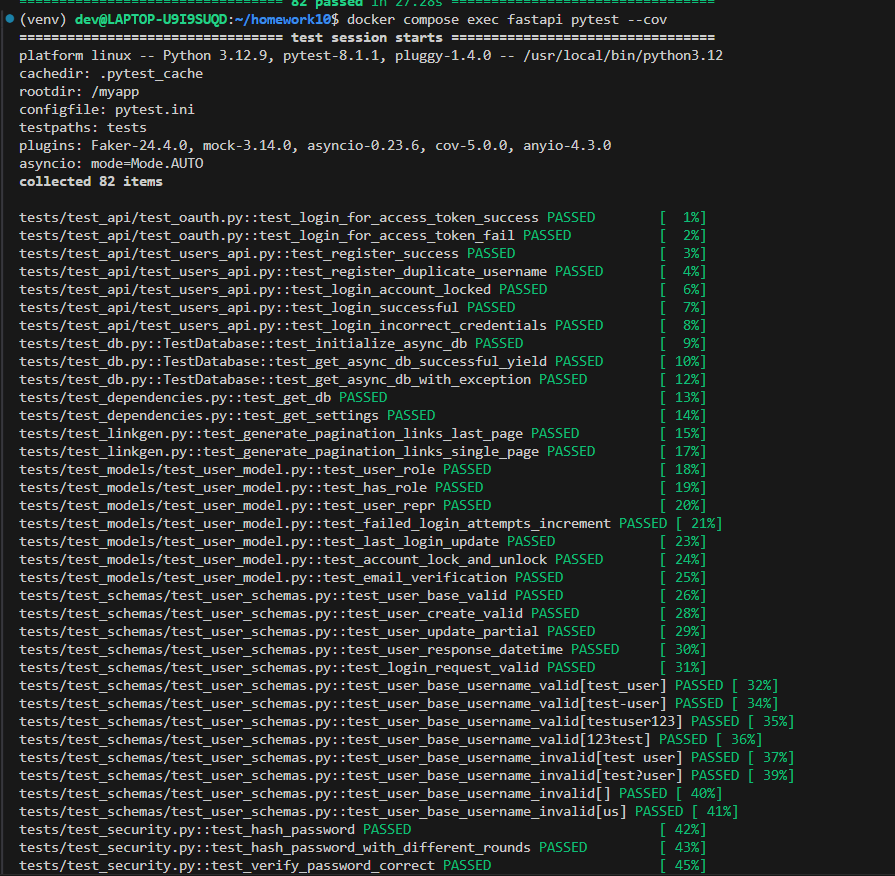 ================================= 82 passed in 27.28s =================================
(venv) dev@LAPTOP-U9I9SUQD:~/homework10$ docker compose exec fastapi pytest --cov
================================= test session starts =================================
platform linux -- Python 3.12.9, pytest-8.1.1, pluggy-1.4.0 -- /usr/local/bin/python3.12
cachedir: .pytest_cache
rootdir: /myapp
configfile: pytest.ini
testpaths: tests
plugins: Faker-24.4.0, mock-3.14.0, asyncio-0.23.6, cov-5.0.0, anyio-4.3.0
asyncio: mode=Mode.AUTO
collected 82 items
tests/test_api/test_oauth.py::test_login_for_access_token_success PASSED        [  1%]
tests/test_api/test_oauth.py::test_login_for_access_token_fail PASSED           [  2%]
tests/test_api/test_users_api.py::test_register_success PASSED                  [  3%]
tests/test_api/test_users_api.py::test_register_duplicate_username PASSED       [  4%]
tests/test_api/test_users_api.py::test_login_account_locked PASSED              [  6%]
tests/test_api/test_users_api.py::test_login_successful PASSED                  [  7%]
tests/test_api/test_users_api.py::test_login_incorrect_credentials PASSED       [  8%]
tests/test_db.py::TestDatabase::test_initialize_async_db PASSED                 [  9%]
tests/test_db.py::TestDatabase::test_get_async_db_successful_yield PASSED       [ 10%]
tests/test_db.py::TestDatabase::test_get_async_db_with_exception PASSED         [ 12%]
tests/test_dependencies.py::test_get_db PASSED                                  [ 13%]
tests/test_dependencies.py::test_get_settings PASSED                            [ 14%]
tests/test_linkgen.py::test_generate_pagination_links_last_page PASSED          [ 15%]
tests/test_linkgen.py::test_generate_pagination_links_single_page PASSED        [ 17%]
tests/test_models/test_user_model.py::test_user_role PASSED                     [ 18%]
tests/test_models/test_user_model.py::test_has_role PASSED                      [ 19%]
tests/test_models/test_user_model.py::test_user_repr PASSED                     [ 20%]
tests/test_models/test_user_model.py::test_failed_login_attempts_increment PASSED [ 21%]
tests/test_models/test_user_model.py::test_last_login_update PASSED             [ 23%]
tests/test_models/test_user_model.py::test_account_lock_and_unlock PASSED       [ 24%]
tests/test_models/test_user_model.py::test_email_verification PASSED            [ 25%]
tests/test_schemas/test_user_schemas.py::test_user_base_valid PASSED            [ 26%]
tests/test_schemas/test_user_schemas.py::test_user_create_valid PASSED          [ 28%]
tests/test_schemas/test_user_schemas.py::test_user_update_partial PASSED        [ 29%]
tests/test_schemas/test_user_schemas.py::test_user_response_datetime PASSED     [ 30%]
tests/test_schemas/test_user_schemas.py::test_login_request_valid PASSED        [ 31%]
tests/test_schemas/test_user_schemas.py::test_user_base_username_valid[test_user] PASSED [ 32%]
tests/test_schemas/test_user_schemas.py::test_user_base_username_valid[test-user] PASSED [ 34%]
tests/test_schemas/test_user_schemas.py::test_user_base_username_valid[testuser123] PASSED [ 35%]
tests/test_schemas/test_user_schemas.py::test_user_base_username_valid[123test] PASSED [ 36%]
tests/test_schemas/test_user_schemas.py::test_user_base_username_invalid[test user] PASSED [ 37%]
tests/test_schemas/test_user_schemas.py::test_user_base_username_invalid[test?user] PASSED [ 39%]
tests/test_schemas/test_user_schemas.py::test_user_base_username_invalid[] PASSED [ 40%]
tests/test_schemas/test_user_schemas.py::test_user_base_username_invalid[us] PASSED [ 41%]
tests/test_security.py::test_hash_password PASSED                               [ 42%]
tests/test_security.py::test_hash_password_with_different_rounds PASSED         [ 43%]
tests/test_security.py::test_verify_password_correct PASSED                     [ 45%]